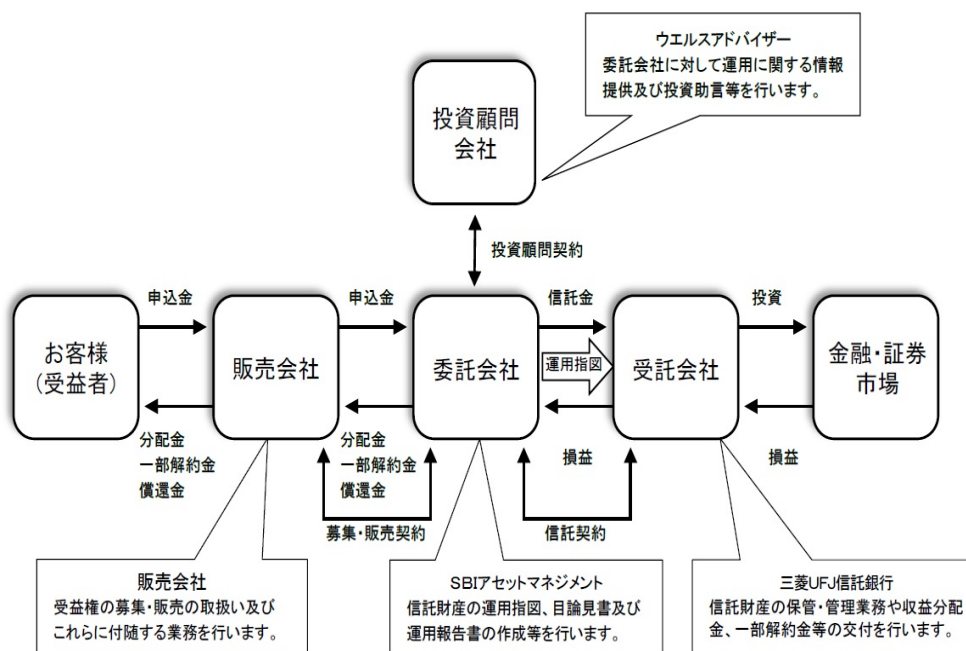 ウエルスアドバイザー
委託会社に対して運用に関する情報
提供及び投資助言等を行います。
投資顧問
会社
投資顧問契約
申込金
申込金
信託金
投資
お客様
(受益者)
販売会社
委託会社
運用指図
受託会社
金融・証券
市場
分配金
一部解約金
償還金
分配金
一部解約金
償還金
損益
損益
募集・販売契約
信託契約
販売会社
受益権の募集・販売の取扱い及び
これらに付随する業務を行います。
SBIアセットマネジメント
信託財産の運用指図、目論見書及び
運用報告書の作成等を行います。
三菱UFJ信託銀行
信託財産の保管・管理業務や収益分配
金、一部解約金等の交付を行います。